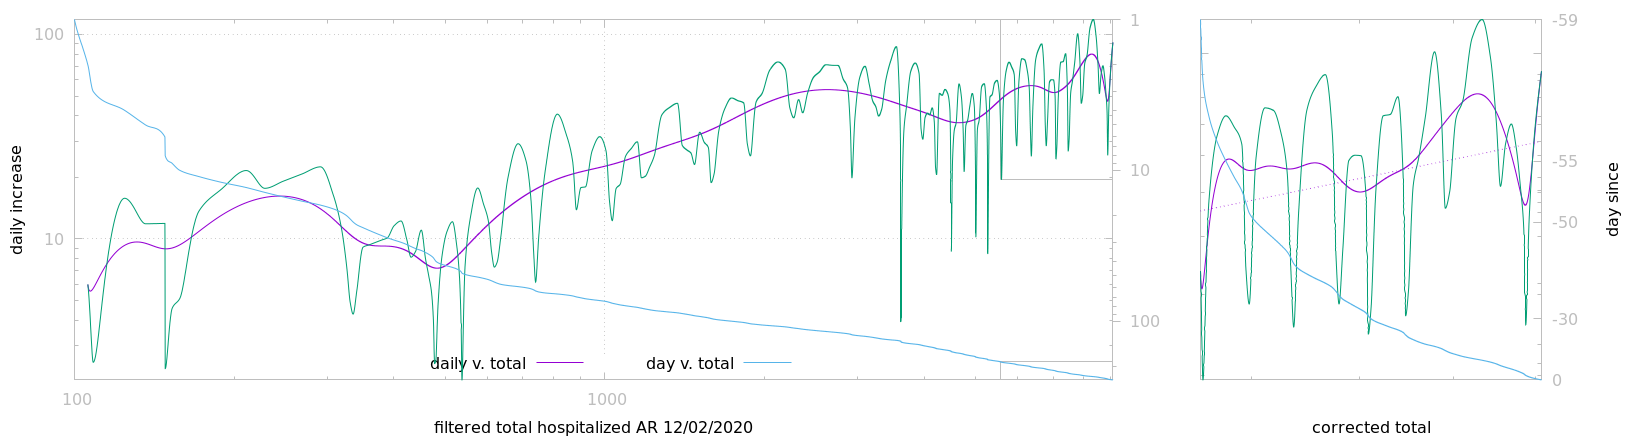 100
10
daily increase
100
1000
filtered total hospitalized AR 12/02/2020
daily v. total
day v. total
1
10
100
-59
-55
-50
-30
0
day since
corrected total